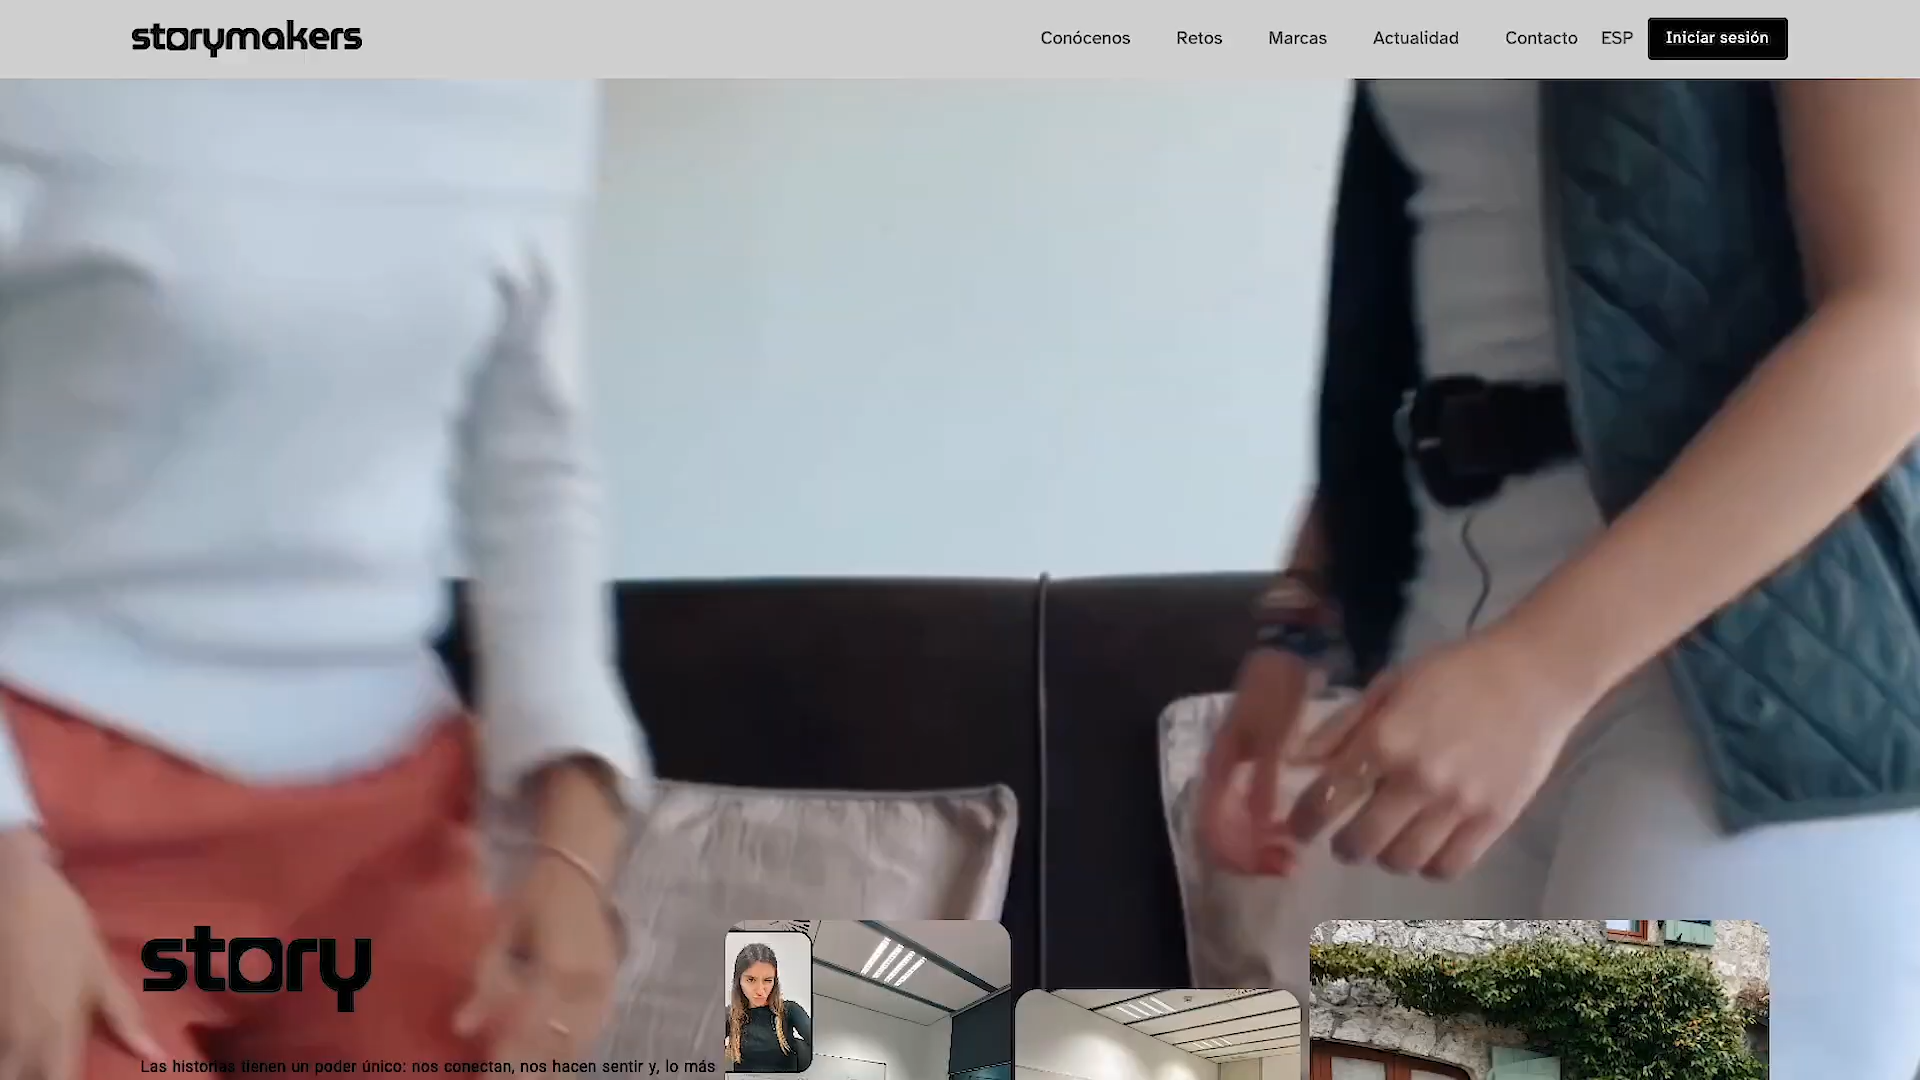 storymakers
Conócenos
Retos
Marcas
Actualidad
Contacto
ESP
Iniciar sesión
story
Las historias tienen un poder único: nos conectan, nos hacen sentir y, lo más